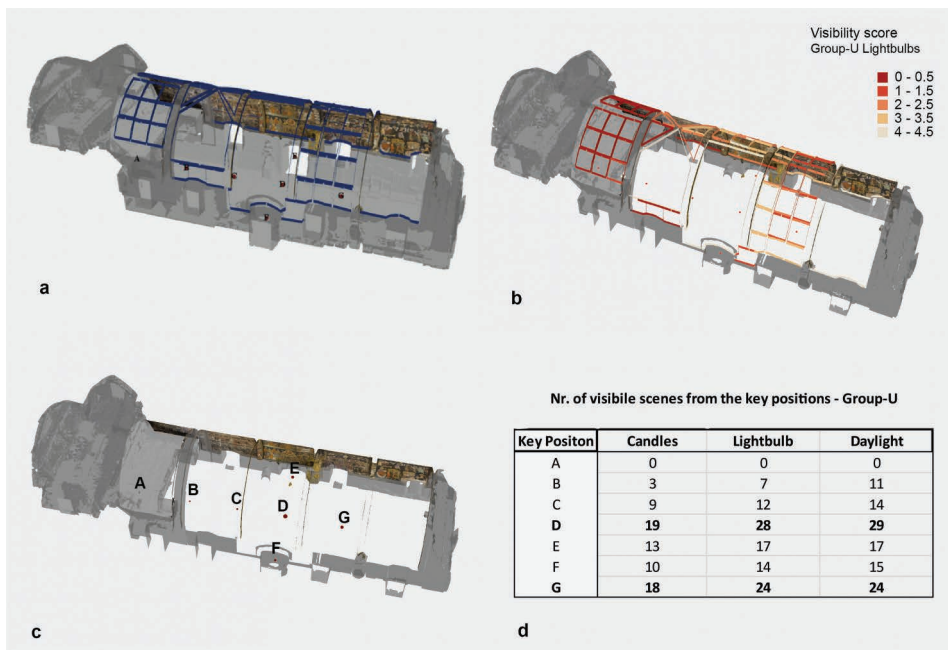 Visibility score
Group-U Lightbulbs
0 - 0.5
1 - 1.5
2 - 2.5
3 - 3.5
4 - 4.5
A
a
b
Nr. of visibile scenes from the key positions - Group-U
Key Positon Candles Lightbulb Daylight
A 0 0 0
B 3 7 11
C 9 12 14
D 19 28 29
E 13 17 17
F 10 14 15
G 18 24 24
A
B
C
D
E
F
G
c
d